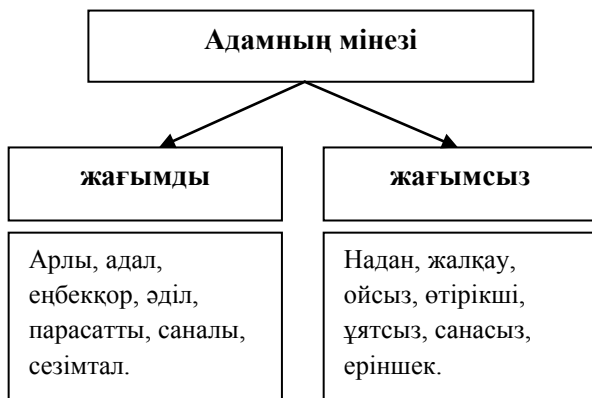 Адамның мінезі
жағымды
жағымсыз
Арлы, адал,
еңбекқор, әділ,
парасатты, саналы,
сезімтал.
Надан, жалқау,
ойсыз, өтірікші,
ұятсыз, санасыз,
еріншек.